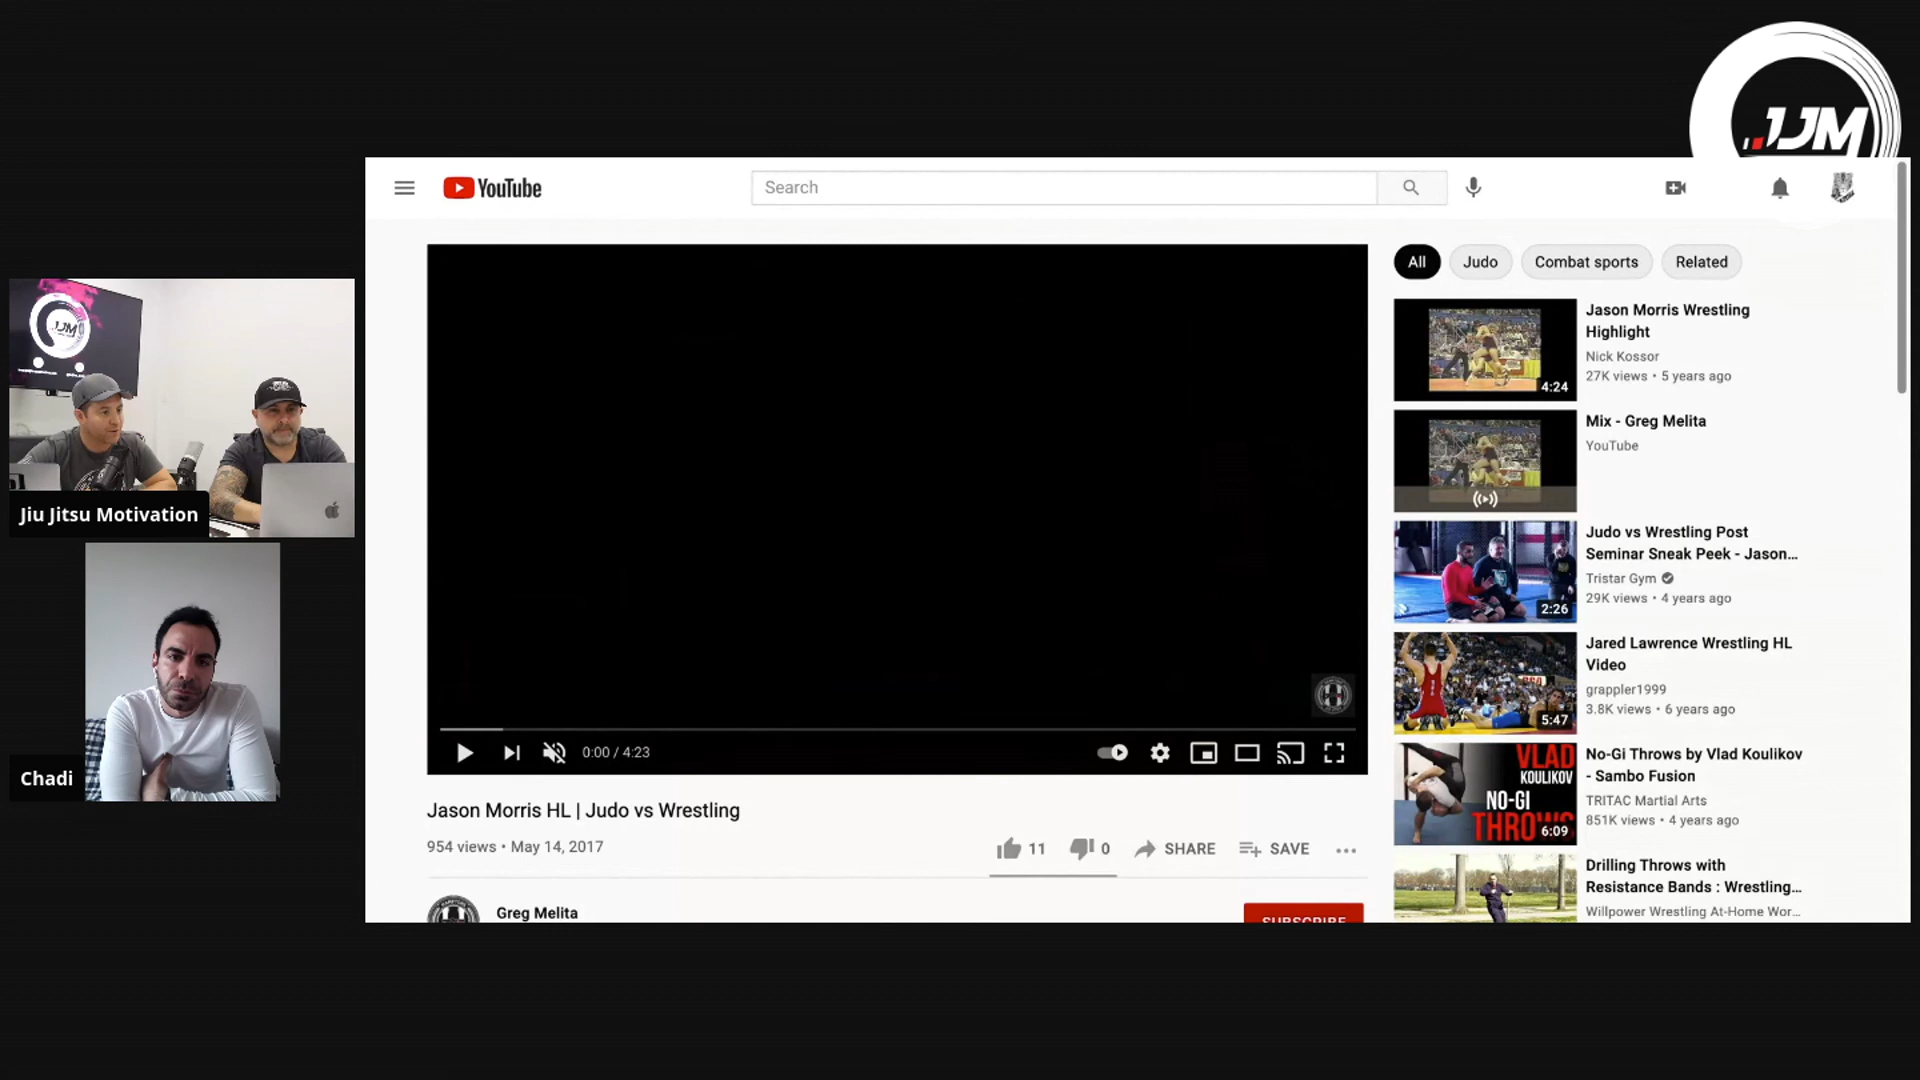 JJM
YouTube
Search
All
Judo
Combat sports
Related
Jason Morris Wrestling
Highlight
Nick Kossor
27K views • 5 years ago
4:24
Mix - Greg Melita
YouTube
Judo vs Wrestling Post
Seminar Sneak Peek - Jason...
Tristar Gym
29K views • 4 years ago
2:26
Jared Lawrence Wrestling HL
Video
grappler1999
3.8K views • 6 years ago
5:47
No-Gi Throws by Vlad Koulikov
- Sambo Fusion
TRITAC Martial Arts
851K views • 4 years ago
VLAD
KOULIKOV
NO-GI
THROWS
6:09
Drilling Throws with
Resistance Bands : Wrestling...
Willpower Wrestling At-Home Wor...
0:00 / 4:23
Jason Morris HL | Judo vs Wrestling
954 views • May 14, 2017
11
0
SHARE
SAVE
Greg Melita
SUBSCRIBE
JJM
Jiu Jitsu Motivation
Chadi